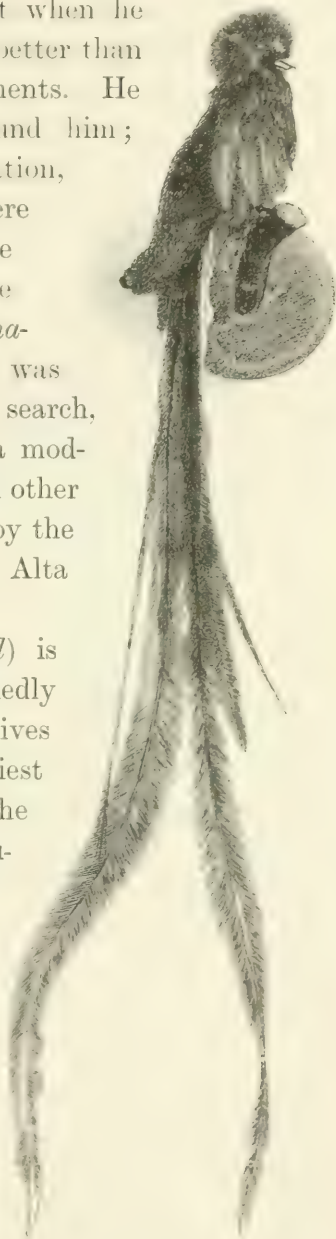 t when he
better than
ments. He
und him;
tion,
ere
e
e
na-
was
search,
mod-
other
by the
Alta
) is
edly
ives
iest
he
-